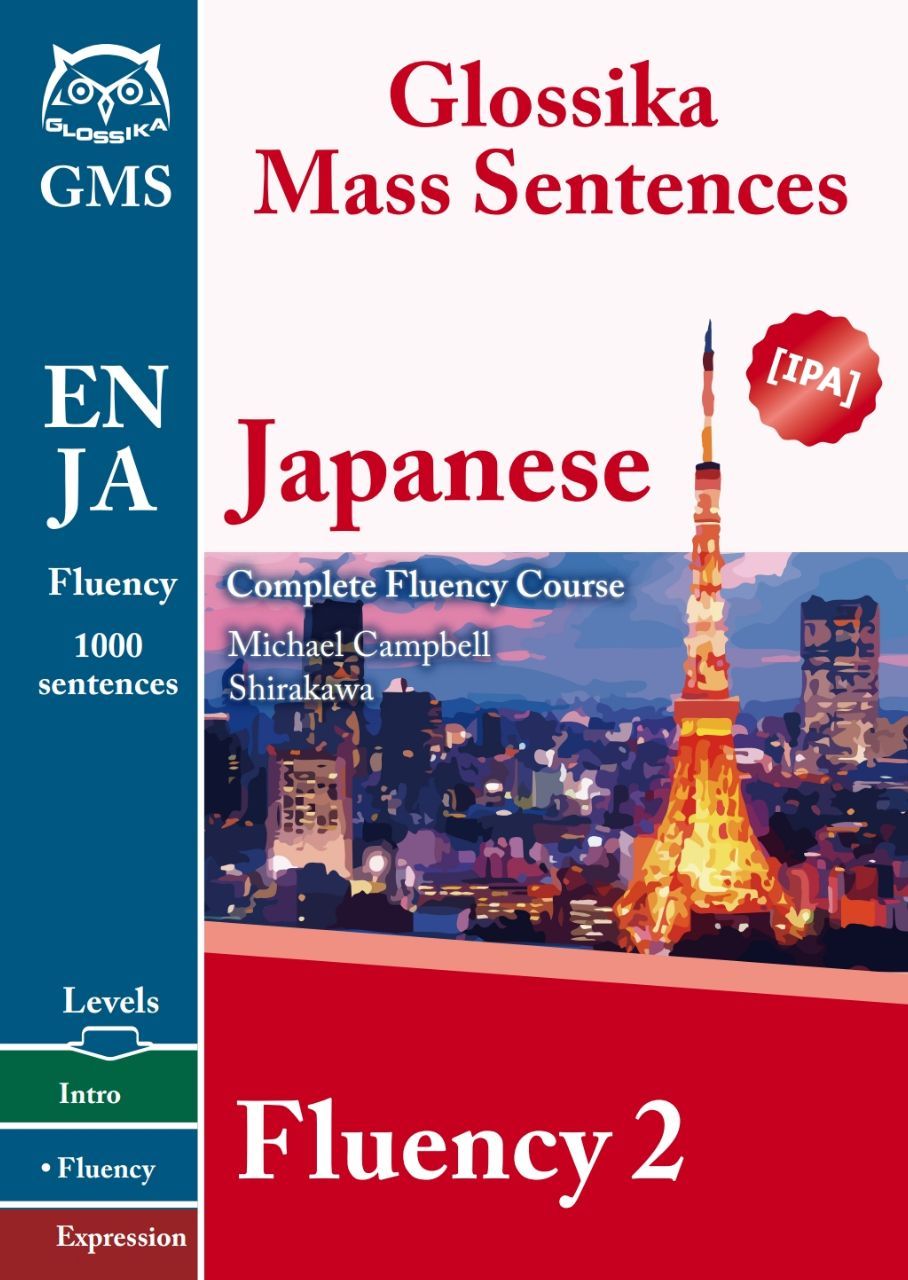 GLOSSIKA
GMS
EN
JA
Fluency
1000
sentences
Levels
Intro
• Fluency
Expression
Glossika
Mass Sentences
[IPA]
Japanese
Complete Fluency Course
Michael Campbell
Shirakawa
Fluency 2